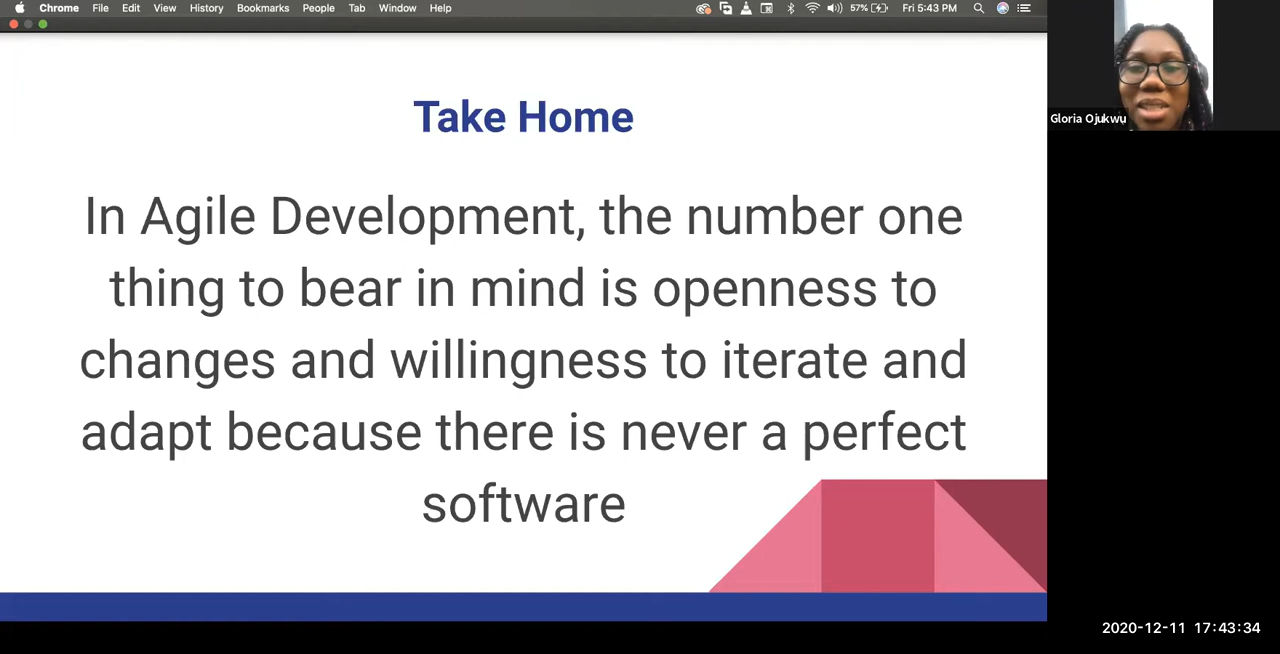 Chrome File Edit View History Bookmarks People Tab Window Help 57% Fri 5:43 PM
Take Home
In Agile Development, the number one
thing to bear in mind is openness to
changes and willingness to iterate and
adapt because there is never a perfect
software
Gloria Ojukwu
2020-12-11 17:43:34